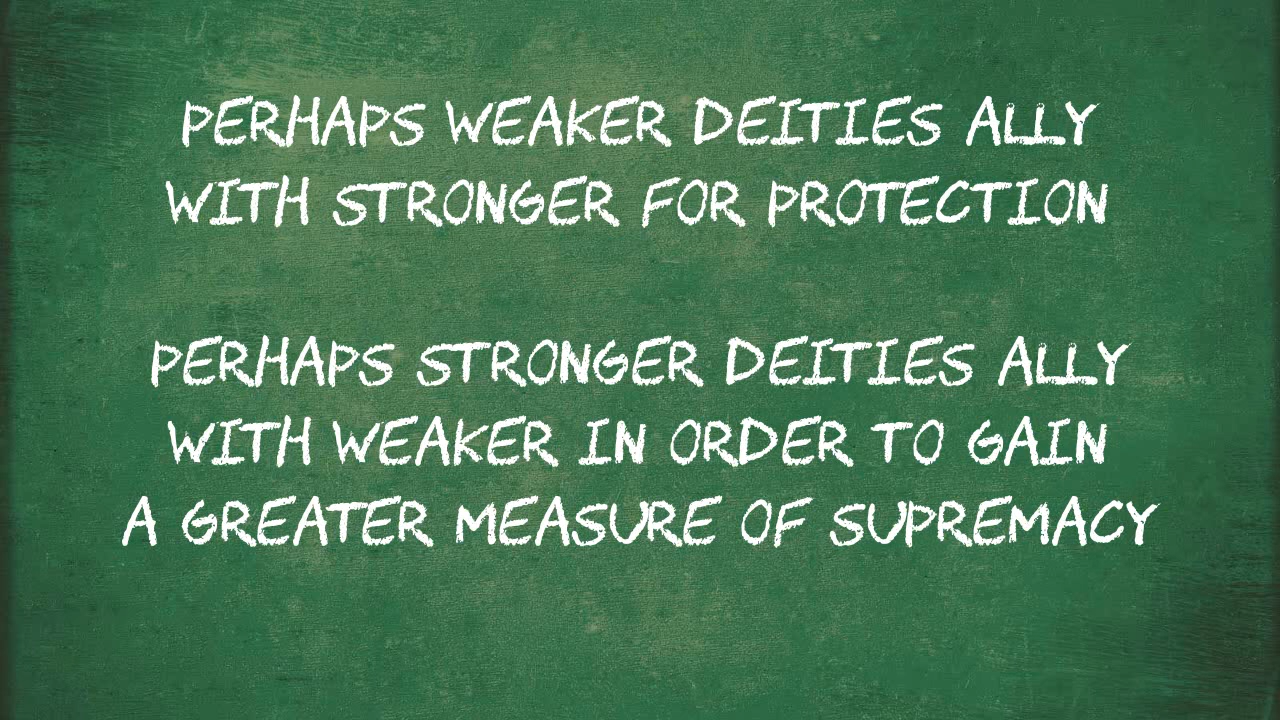 PERHAPS WEAKER DEITIES ALLY
WITH STRONGER FOR PROTECTION
PERHAPS STRONGER DEITIES ALLY
WITH WEAKER IN ORDER TO GAIN
A GREATER MEASURE OF SUPREMACY